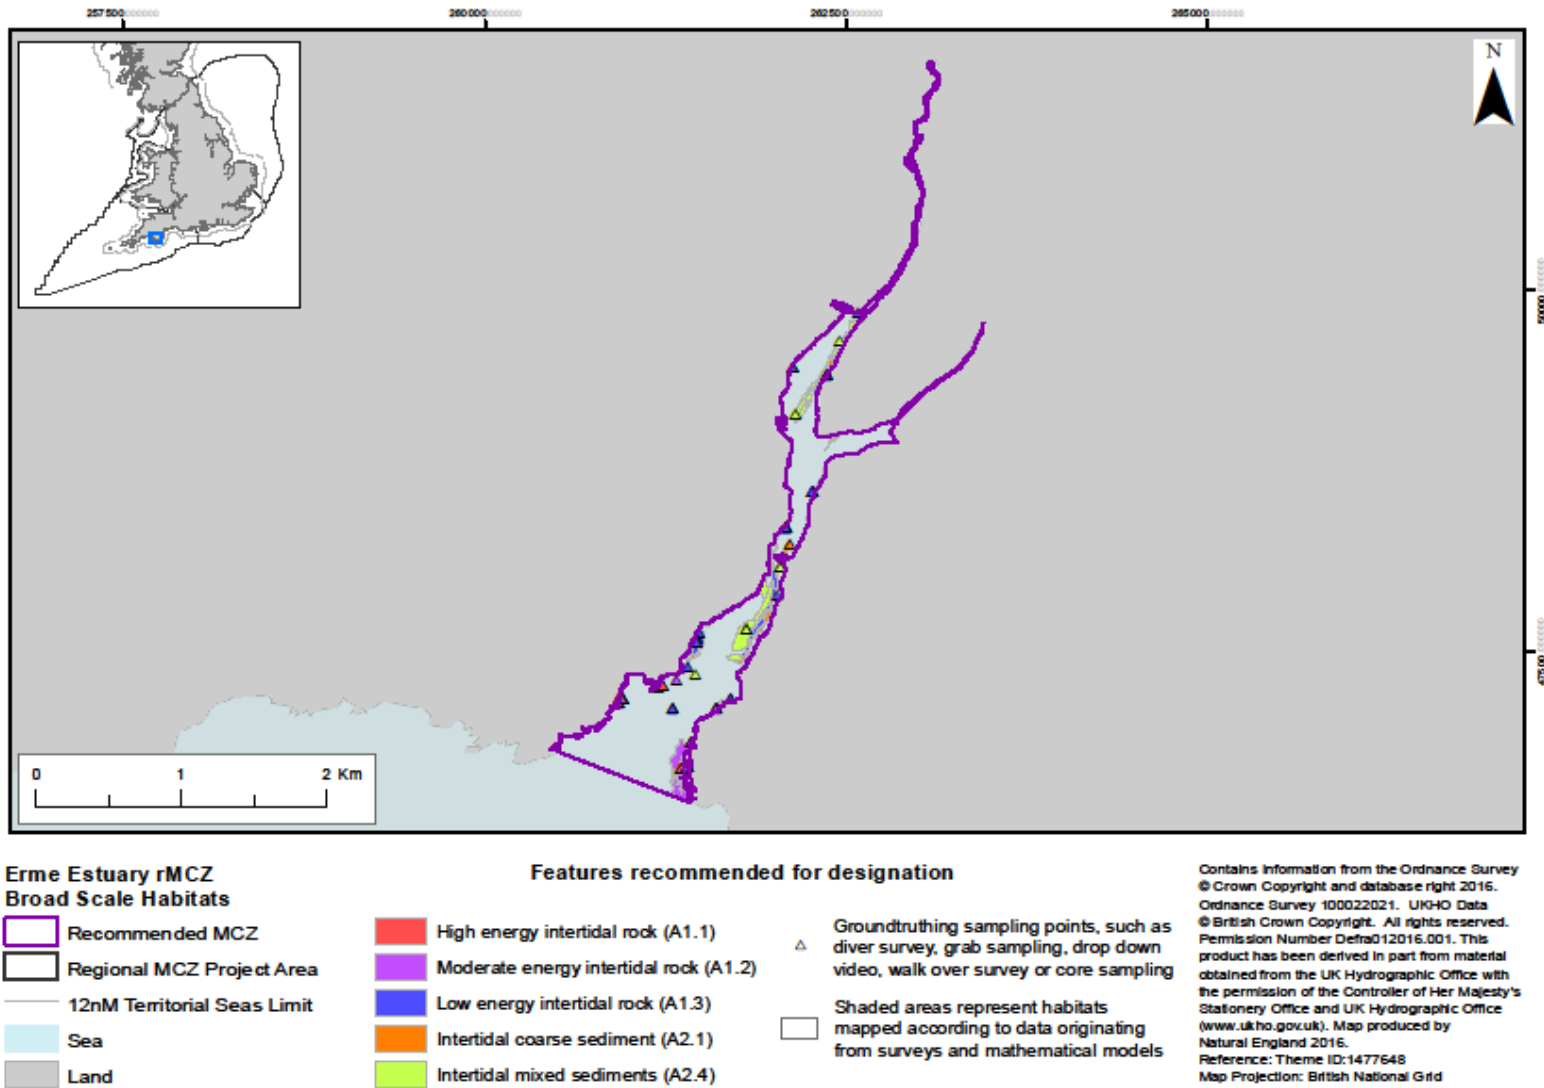 257500000000
260000000000
262500000000
265000000000
N
50000000000
47500000000
0 1 2 Km
Erme Estuary rMCZ
Broad Scale Habitats
Recommended MCZ
Regional MCZ Project Area
12nM Territorial Seas Limit
Sea
Land
Features recommended for designation
High energy intertidal rock (A1.1)
Moderate energy intertidal rock (A1.2)
Low energy intertidal rock (A1.3)
Intertidal coarse sediment (A2.1)
Intertidal mixed sediments (A2.4)
Groundtruthing sampling points, such as
diver survey, grab sampling, drop down
video, walk over survey or core sampling
Shaded areas represent habitats
mapped according to data originating
from surveys and mathematical models
Contains Information from the Ordnance Survey
© Crown Copyright and database right 2016.
Ordnance Survey 100022021. UKHO Data
© British Crown Copyright. All rights reserved.
Permission Number Defra012016.001. This
product has been derived in part from material
obtained from the UK Hydrographic Office with
the permission of the Controller of Her Majesty's
Stationery Office and UK Hydrographic Office
(www.ukho.gov.uk). Map produced by
Natural England 2016.
Reference: Theme ID:1477648
Map Projection: British National Grid